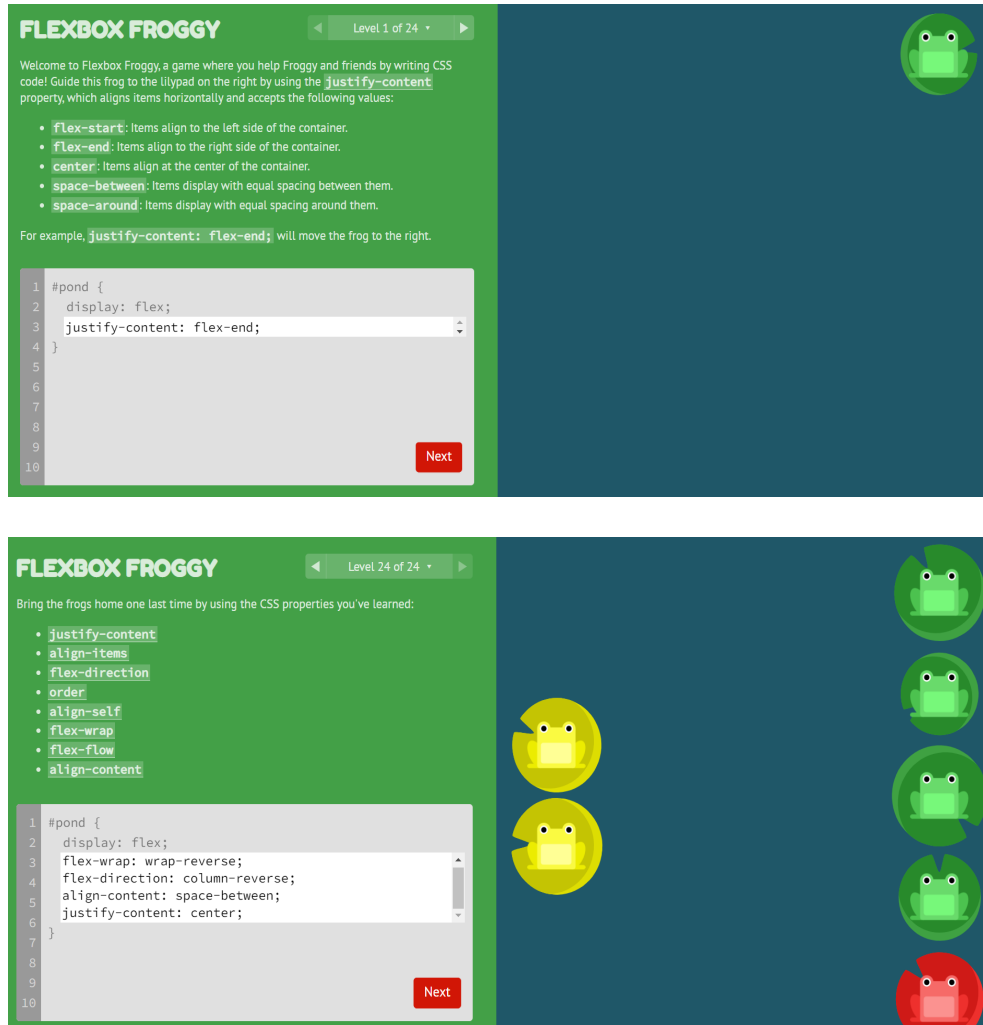 FLEXBOX FROGGY
Level 1 of 24
Welcome to Flexbox Froggy, a game where you help Froggy and friends by writing CSS
code! Guide this frog to the lilypad on the right by using the justify-content
property, which aligns items horizontally and accepts the following values:
• flex-start: Items align to the left side of the container.
• flex-end: Items align to the right side of the container.
• center: Items align at the center of the container.
• space-between: Items display with equal spacing between them.
• space-around: Items display with equal spacing around them.
For example, justify-content: flex-end; will move the frog to the right.
1 #pond {
2 display: flex;
3 justify-content: flex-end;
4 }
5
6
7
8
9
10
Next
FLEXBOX FROGGY
Level 24 of 24
Bring the frogs home one last time by using the CSS properties you've learned:
• justify-content
• align-items
• flex-direction
• order
• align-self
• flex-wrap
• flex-flow
• align-content
1 #pond {
2 display: flex;
3 flex-wrap: wrap-reverse;
4 flex-direction: column-reverse;
5 align-content: space-between;
6 justify-content: center;
7 }
8
9
10
Next